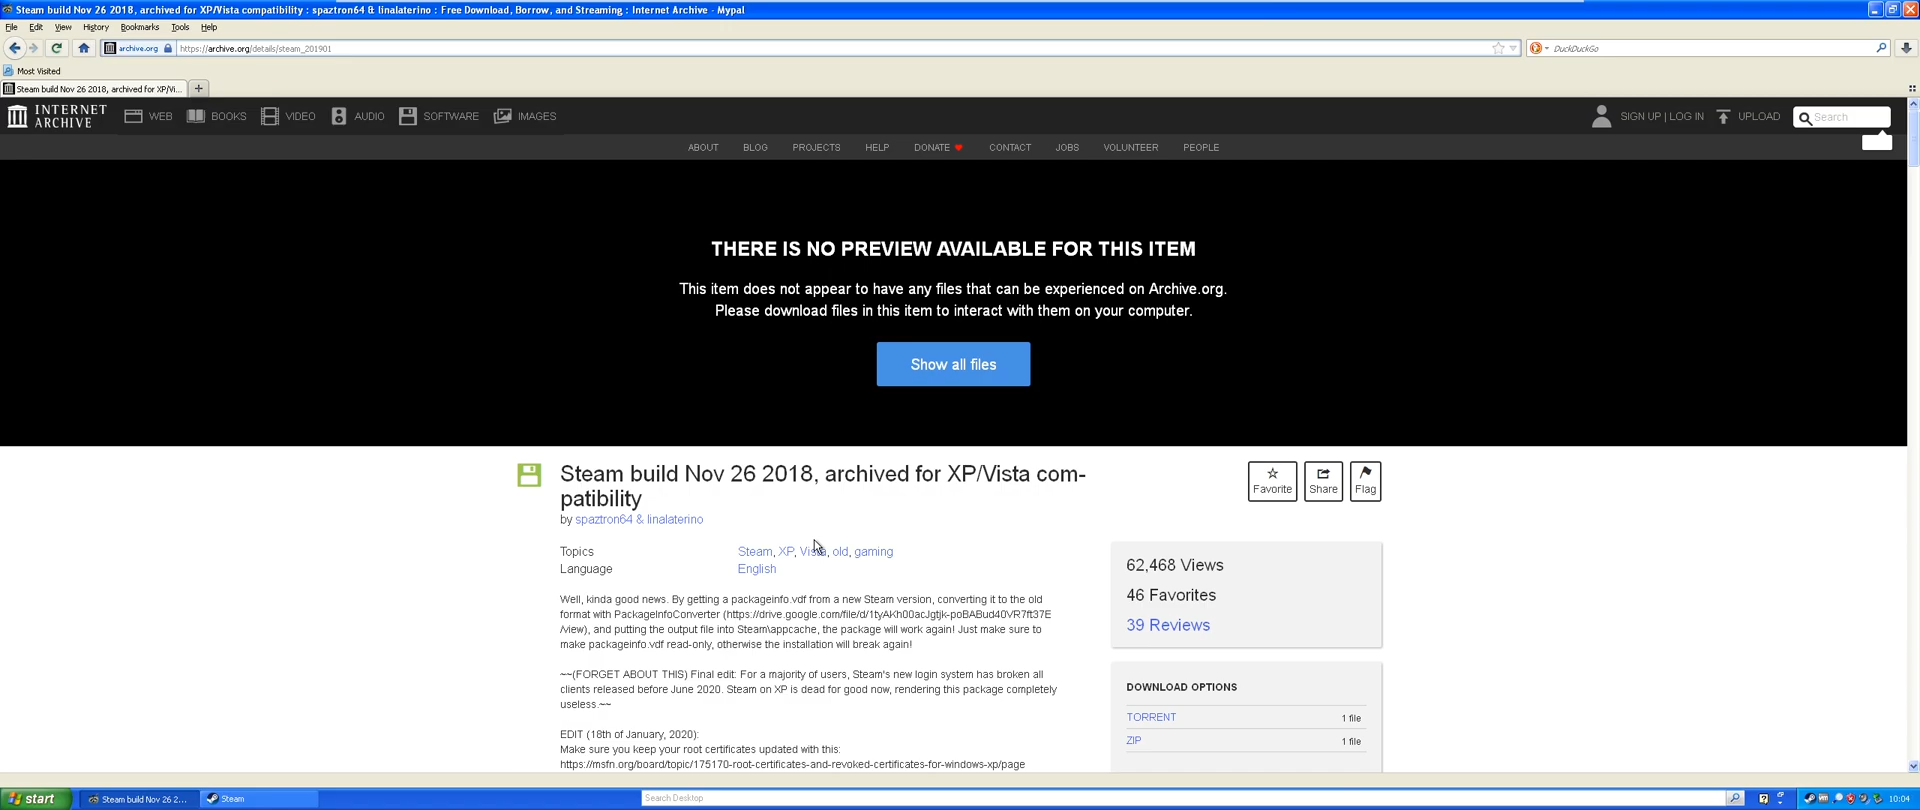 Steam build Nov 26 2018, archived for XP/Vista compatibility : spaztron64 & linalaterino : Free Download, Borrow, and Streaming : Internet Archive - Mypal
File Edit View History Bookmarks Tools Help
archive.org https://archive.org/details/steam_201901 DuckDuckGo
Most Visited
Steam build Nov 26 2018, archived for XP/Vi...
INTERNET ARCHIVE WEB BOOKS VIDEO AUDIO SOFTWARE IMAGES SIGN UP | LOG IN UPLOAD Search
ABOUT BLOG PROJECTS HELP DONATE CONTACT JOBS VOLUNTEER PEOPLE
THERE IS NO PREVIEW AVAILABLE FOR THIS ITEM
This item does not appear to have any files that can be experienced on Archive.org.
Please download files in this item to interact with them on your computer.
Show all files
Steam build Nov 26 2018, archived for XP/Vista com-
patibility
by spaztron64 & linalaterino
Favorite Share Flag
Topics Steam, XP, Vista, old, gaming
Language English
Well, kinda good news. By getting a packageinfo.vdf from a new Steam version, converting it to the old
format with PackageInfoConverter (https://drive.google.com/file/d/1tyAKh00acJgtjk-poBABud40VR7ft37E
/view), and putting the output file into Steam\appcache, the package will work again! Just make sure to
make packageinfo.vdf read-only, otherwise the installation will break again!
~~(FORGET ABOUT THIS) Final edit: For a majority of users, Steam's new login system has broken all
clients released before June 2020. Steam on XP is dead for good now, rendering this package completely
useless.~~
EDIT (18th of January, 2020):
Make sure you keep your root certificates updated with this:
https://msfn.org/board/topic/175170-root-certificates-and-revoked-certificates-for-windows-xp/page
62,468 Views
46 Favorites
39 Reviews
DOWNLOAD OPTIONS
TORRENT 1 file
ZIP 1 file
start Steam build Nov 26 2... Steam Search Desktop 10:04